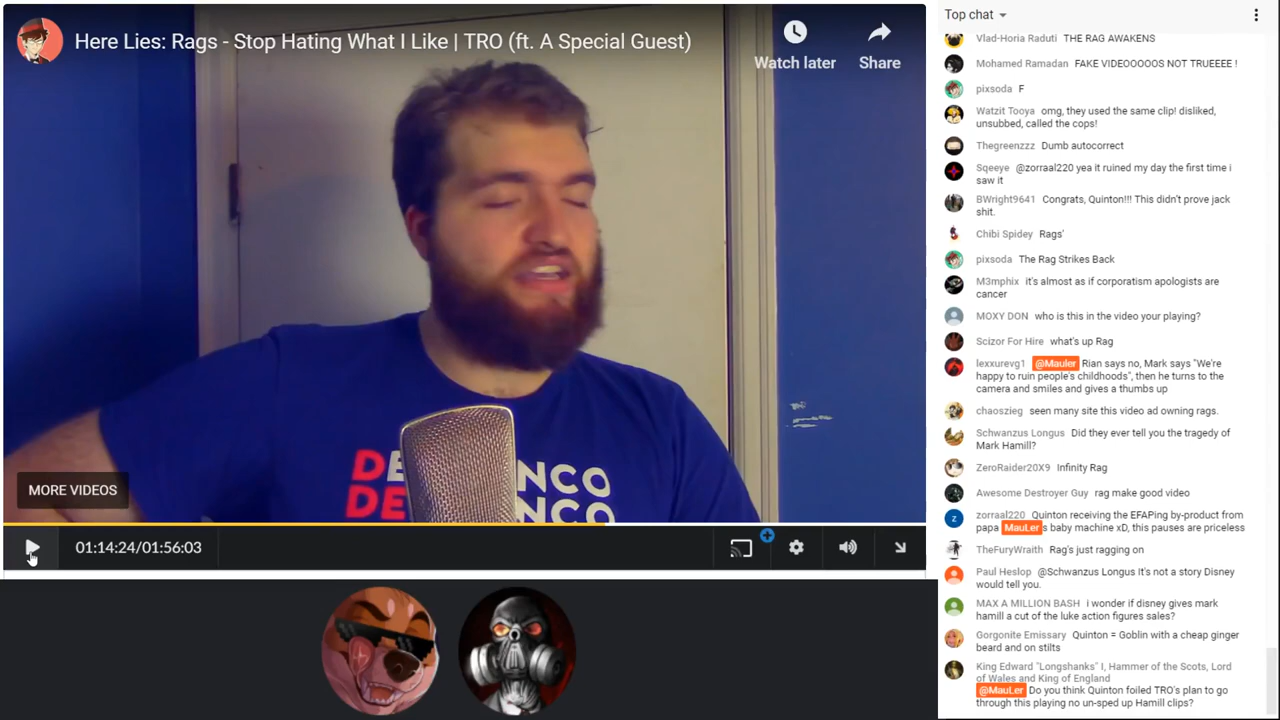 Here Lies: Rags - Stop Hating What I Like | TRO (ft. A Special Guest)
Watch later
Share
MORE VIDEOS
01:14:24/01:56:03
Top chat
Vlad-Horia Raduti THE RAG AWAKENS
Mohamed Ramadan FAKE VIDEOOOOOS NOT TRUEEEE !
pixsoda F
Watzit Tooya omg, they used the same clip! disliked,
unsubbed, called the cops!
Thegreenzzz Dumb autocorrect
Sqeeye @zorraal220 yea it ruined my day the first time i
saw it
BWright9641 Congrats, Quinton!!! This didn't prove jack
shit.
Chibi Spidey Rags'
pixsoda The Rag Strikes Back
M3mphix it's almost as if corporatism apologists are
cancer
MOXY DON who is this in the video your playing?
Scizor For Hire what's up Rag
lexxurevg1 @Mauler Rian says no, Mark says "We're
happy to ruin people's childhoods", then he turns to the
camera and smiles and gives a thumbs up
chaoszieg seen many site this video ad owning rags.
Schwanzus Longus Did they ever tell you the tragedy of
Mark Hamill?
ZeroRaider20X9 Infinity Rag
Awesome Destroyer Guy rag make good video
zorraal220 Quinton receiving the EFAPing by-product from
papa MauLer s baby machine xD, this pauses are priceless
TheFuryWraith Rag's just ragging on
Paul Heslop @Schwanzus Longus It's not a story Disney
would tell you.
MAX A MILLION BASH i wonder if disney gives mark
hamill a cut of the luke action figures sales?
Gorgonite Emissary Quinton = Goblin with a cheap ginger
beard and on stilts
King Edward "Longshanks" I, Hammer of the Scots, Lord
of Wales and King of England
@MauLer Do you think Quinton foiled TRO's plan to go
through this playing no un-sped up Hamill clips?